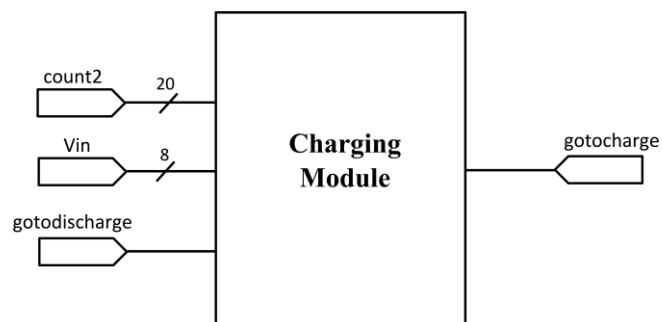 count2
20
Vin
8
gotodischarge
Charging
Module
gotocharge